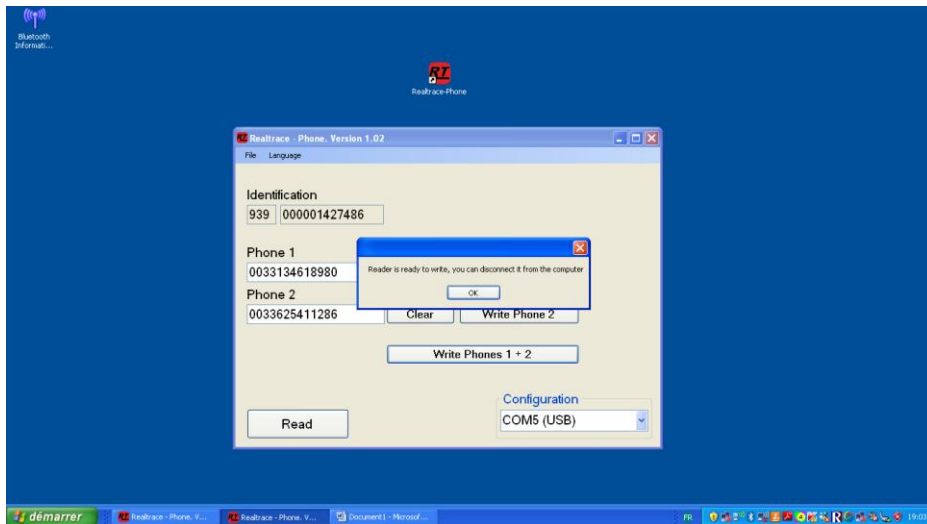 Bluetooth
Informati...
RT
Realtrace-Phone
RT Realtrace - Phone. Version 1.02
File Language
Identification
939 000001427486
Phone 1
0033134618980
Reader is ready to write, you can disconnect it from the computer
OK
Phone 2
0033625411286 Clear Write Phone 2
Write Phones 1 + 2
Configuration
COM5 (USB)
Read
démarrer Realtrace - Phone. V... Realtrace - Phone. V... Document1 - Microsof... FR 19:03